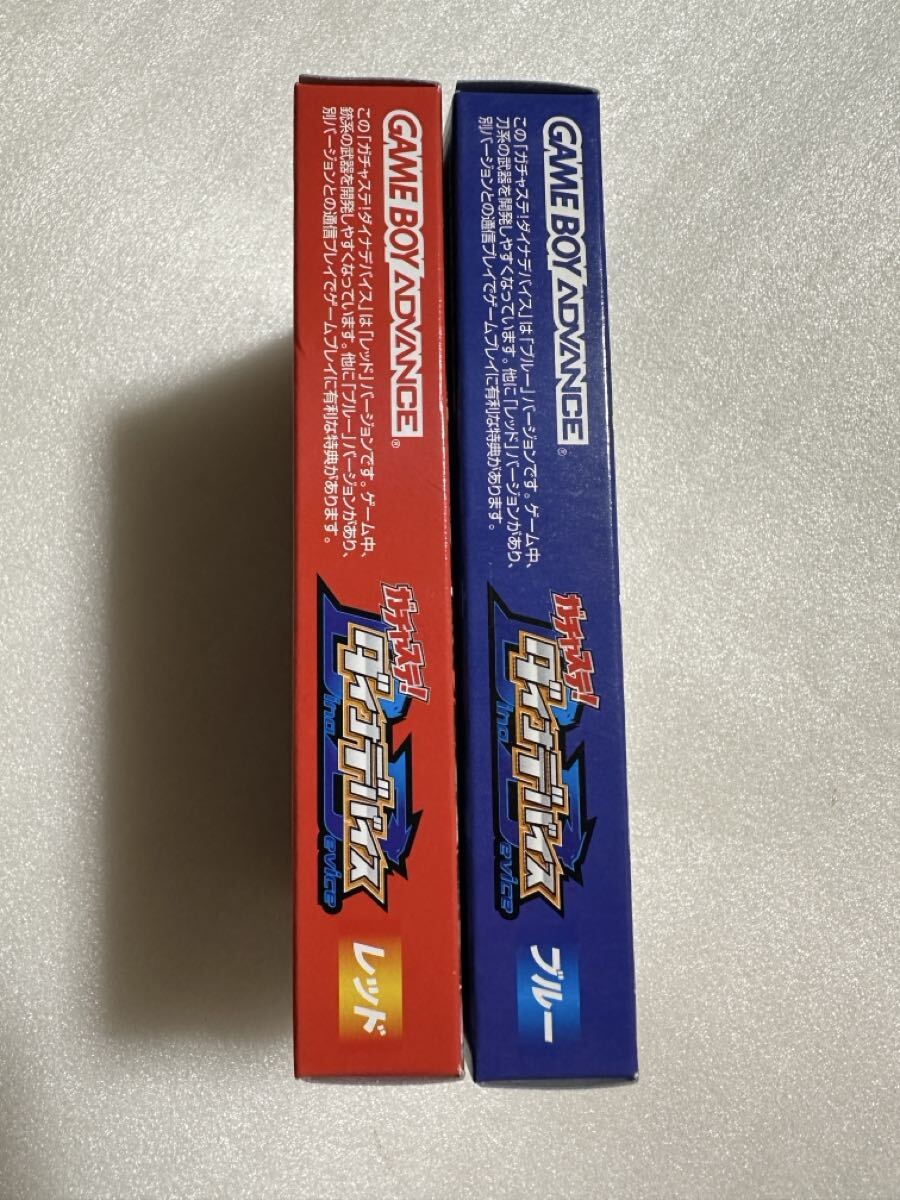 GAME BOY ADVANCE®
この「ガチャステ!ダイナデバイス」は「レッド」バージョンです。ゲーム中、
銃系の武器を開発しやすくなっています。他に「ブルー」バージョンがあり、
別バージョンとの通信プレイでゲームプレイに有利な特典があります。
ガチャステ!
ダイナデバイス
Dino Device
レッド
GAME BOY ADVANCE®
この「ガチャステ!ダイナデバイス」は「ブルー」バージョンです。ゲーム中、
刀系の武器を開発しやすくなっています。他に「レッド」バージョンがあり、
別バージョンとの通信プレイでゲームプレイに有利な特典があります。
ガチャステ!
ダイナデバイス
Dino Device
ブルー